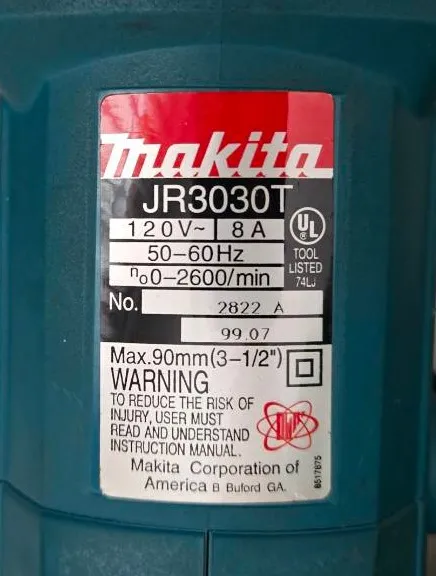 makita
JR3030T
120V~ 8A
50–60Hz
no0–2600/min
UL
TOOL
LISTED
74LJ
No. 2822 A
99.07
Max.90mm(3–1/2")
WARNING
TO REDUCE THE RISK OF
INJURY, USER MUST
READ AND UNDERSTAND
INSTRUCTION MANUAL.
Makita Corporation of
America B Buford GA.